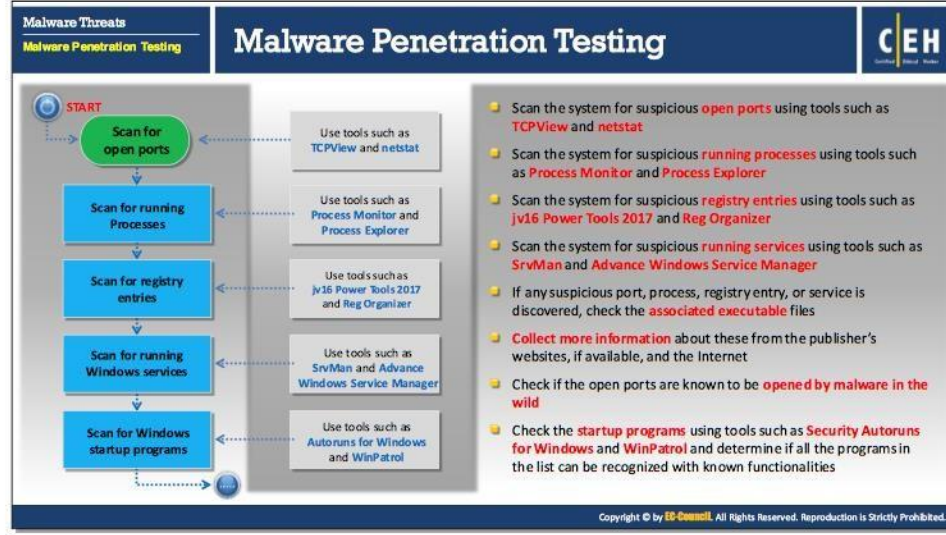 Malware Threats
Malware Penetration Testing
Malware Penetration Testing
C|EH
Certified Ethical Hacker
START
Scan for
open ports
Use tools such as
TCPView and netstat
Scan for running
Processes
Use tools such as
Process Monitor and
Process Explorer
Scan for registry
entries
Use tools such as
jv16 Power Tools 2017
and Reg Organizer
Scan for running
Windows services
Use tools such as
SrvMan and Advance
Windows Service Manager
Scan for Windows
startup programs
Use tools such as
Autoruns for Windows
and WinPatrol
Scan the system for suspicious open ports using tools such as
TCPView and netstat
Scan the system for suspicious running processes using tools such
as Process Monitor and Process Explorer
Scan the system for suspicious registry entries using tools such as
jv16 Power Tools 2017 and Reg Organizer
Scan the system for suspicious running services using tools such as
SrvMan and Advance Windows Service Manager
If any suspicious port, process, registry entry, or service is
discovered, check the associated executable files
Collect more information about these from the publisher's
websites, if available, and the Internet
Check if the open ports are known to be opened by malware in the
wild
Check the startup programs using tools such as Security Autoruns
for Windows and WinPatrol and determine if all the programs in
the list can be recognized with known functionalities
Copyright © by EC-Council. All Rights Reserved. Reproduction is Strictly Prohibited.